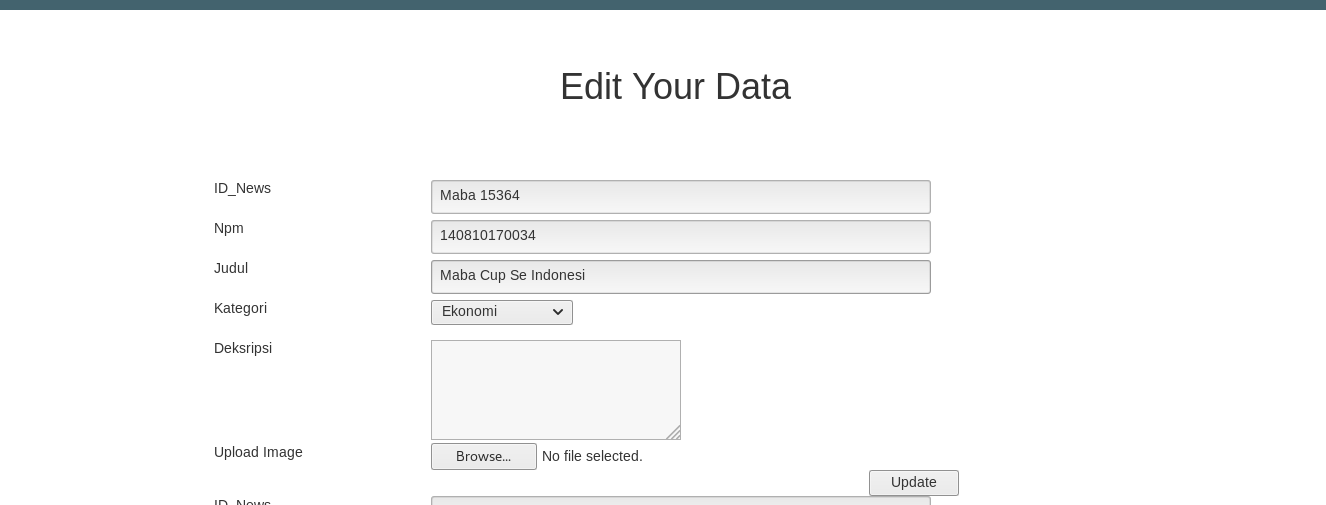 Edit Your Data
ID_News
Maba 15364
Npm
140810170034
Judul
Maba Cup Se Indonesi
Kategori
Ekonomi
Deksripsi
Upload Image
Browse...
No file selected.
Update
ID_News